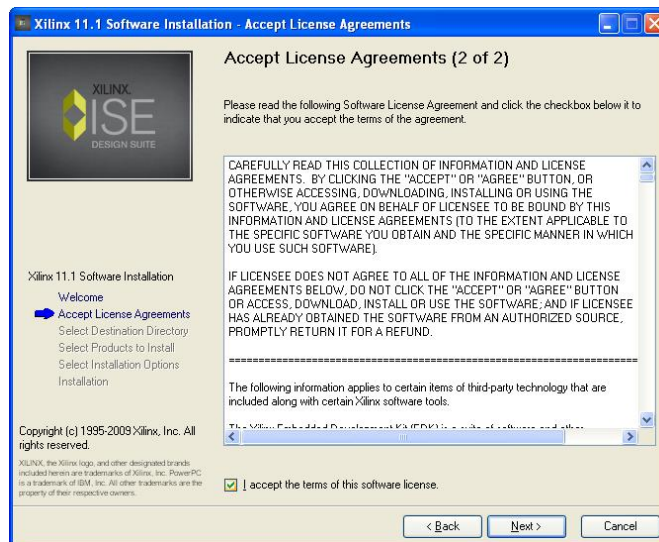 Xilinx 11.1 Software Installation - Accept License Agreements
XILINX
ISE
DESIGN SUITE
Xilinx 11.1 Software Installation
Welcome
Accept License Agreements
Select Destination Directory
Select Products to Install
Select Installation Options
Installation
Copyright (c) 1995-2009 Xilinx, Inc. All
rights reserved.
XILINX, the Xilinx logo, and other designated brands
included herein are trademarks of Xilinx, Inc. PowerPC
is a trademark of IBM, Inc. All other trademarks are the
property of their respective owners.
Accept License Agreements (2 of 2)
Please read the following Software License Agreement and click the checkbox below it to
indicate that you accept the terms of the agreement.
CAREFULLY READ THIS COLLECTION OF INFORMATION AND LICENSE
AGREEMENTS. BY CLICKING THE "ACCEPT" OR "AGREE" BUTTON, OR
OTHERWISE ACCESSING, DOWNLOADING, INSTALLING OR USING THE
SOFTWARE, YOU AGREE ON BEHALF OF LICENSEE TO BE BOUND BY THIS
INFORMATION AND LICENSE AGREEMENTS (TO THE EXTENT APPLICABLE TO
THE SPECIFIC SOFTWARE YOU OBTAIN AND THE SPECIFIC MANNER IN WHICH
YOU USE SUCH SOFTWARE).
IF LICENSEE DOES NOT AGREE TO ALL OF THE INFORMATION AND LICENSE
AGREEMENTS BELOW, DO NOT CLICK THE "ACCEPT" OR "AGREE" BUTTON
OR ACCESS, DOWNLOAD, INSTALL OR USE THE SOFTWARE; AND IF LICENSEE
HAS ALREADY OBTAINED THE SOFTWARE FROM AN AUTHORIZED SOURCE,
PROMPTLY RETURN IT FOR A REFUND.
The following information applies to certain items of third-party technology that are
included along with certain Xilinx software tools.
The Xilinx Embedded Development Kit (EDK) is a suite of software and other
I accept the terms of this software license.
< Back
Next >
Cancel